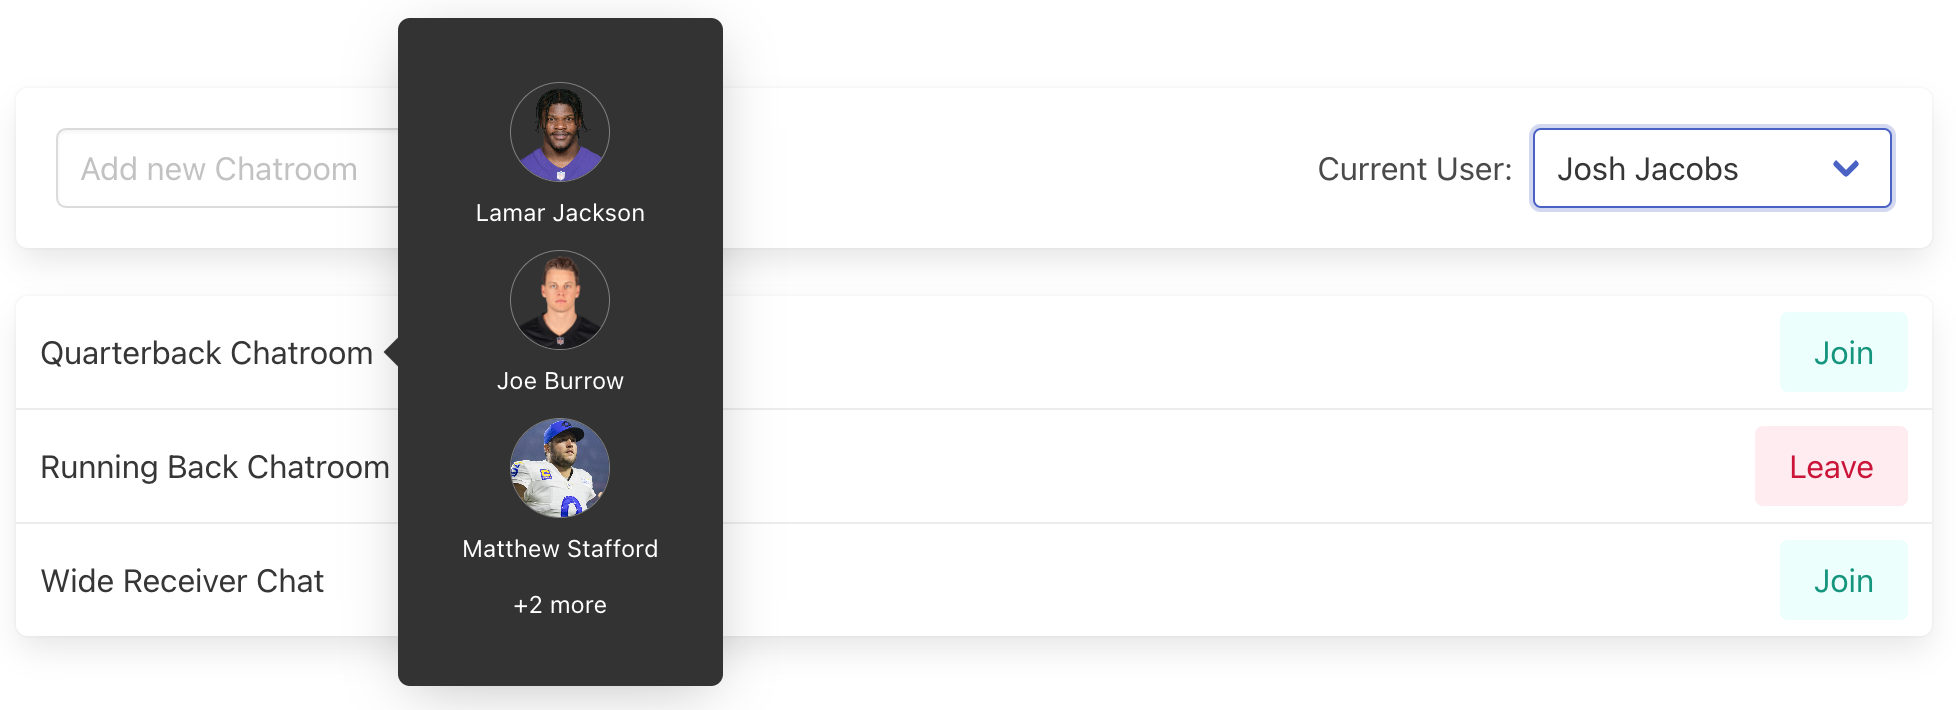 Add new Chatroom
Current User:
Josh Jacobs
Lamar Jackson
Joe Burrow
Matthew Stafford
+2 more
Quarterback Chatroom
Join
Running Back Chatroom
Leave
Wide Receiver Chat
Join